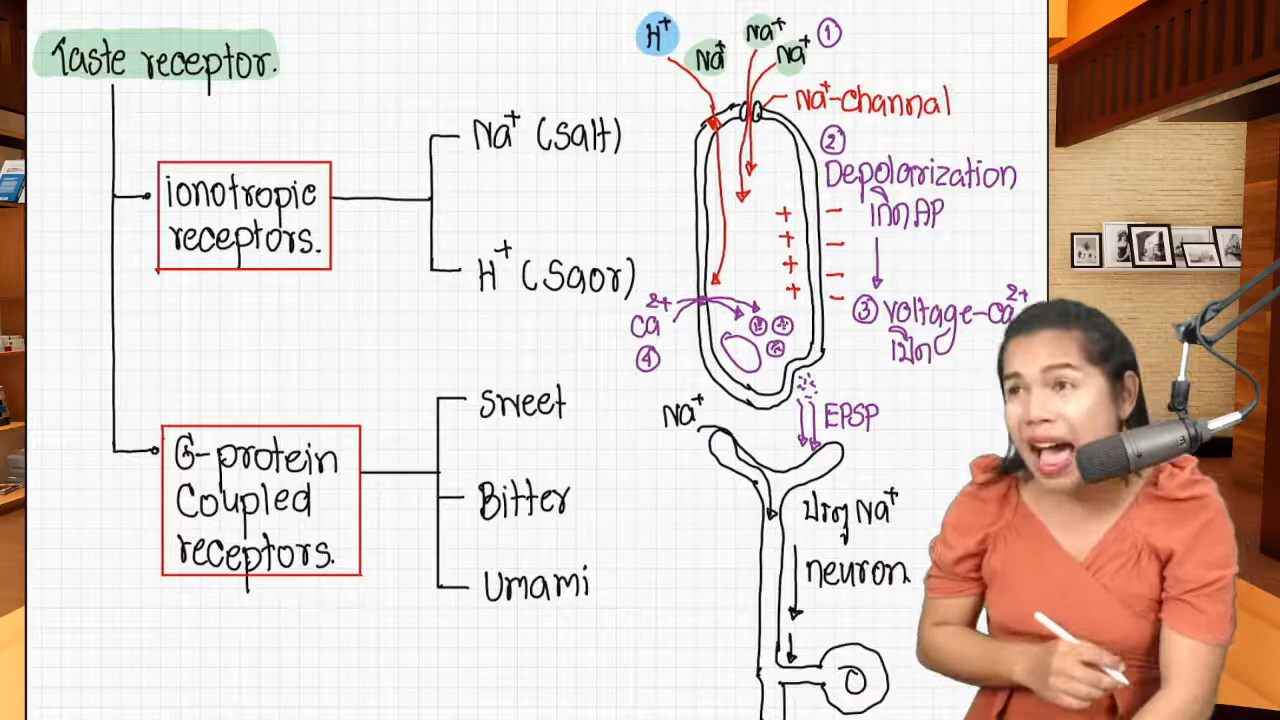 Taste receptor.
ionotropic
receptors.
Na⁺ (salt)
H⁺ (Saor)
G-protein
Coupled
receptors.
sweet
Bitter
Umami
H⁺
Na⁺
Na⁺
Na⁺
①
Na⁺-channal
②
Depolarization
เกิด AP
③ voltage-Ca²⁺
เปิด
Ca²⁺
④
+ −
+ −
+ −
+ −
Na⁺
EPSP
ประตู Na⁺
neuron.